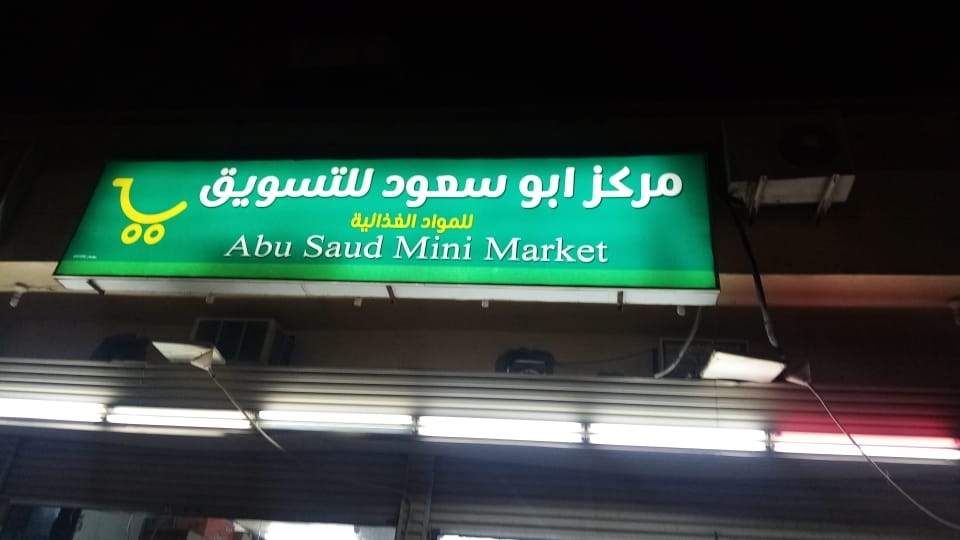 مركز ابو سعود للتسويق
للمواد الغذائية
Abu Saud Mini Market